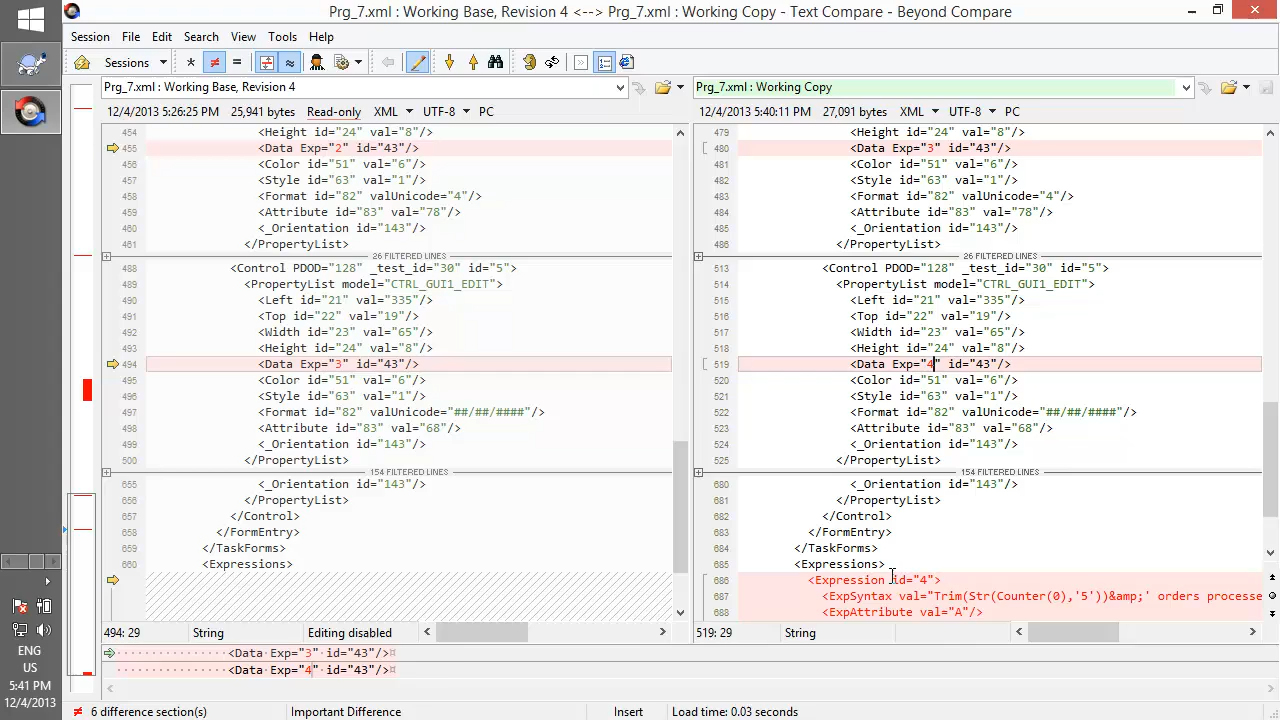 Prg_7.xml : Working Base, Revision 4 <--> Prg_7.xml : Working Copy - Text Compare - Beyond Compare
Session File Edit Search View Tools Help
Sessions
Prg_7.xml : Working Base, Revision 4
Prg_7.xml : Working Copy
12/4/2013 5:26:25 PM 25,941 bytes Read-only XML UTF-8 PC
12/4/2013 5:40:11 PM 27,091 bytes XML UTF-8 PC
454 <Height id="24" val="8"/>
455 <Data Exp="2" id="43"/>
456 <Color id="51" val="6"/>
457 <Style id="63" val="1"/>
458 <Format id="82" valUnicode="4"/>
459 <Attribute id="83" val="78"/>
460 <_Orientation id="143"/>
461 </PropertyList>
26 FILTERED LINES
488 <Control PDOD="128" _test_id="30" id="5">
489 <PropertyList model="CTRL_GUI1_EDIT">
490 <Left id="21" val="335"/>
491 <Top id="22" val="19"/>
492 <Width id="23" val="65"/>
493 <Height id="24" val="8"/>
494 <Data Exp="3" id="43"/>
495 <Color id="51" val="6"/>
496 <Style id="63" val="1"/>
497 <Format id="82" valUnicode="##/##/####"/>
498 <Attribute id="83" val="68"/>
499 <_Orientation id="143"/>
500 </PropertyList>
154 FILTERED LINES
655 <_Orientation id="143"/>
656 </PropertyList>
657 </Control>
658 </FormEntry>
659 </TaskForms>
660 <Expressions>
494: 29 String Editing disabled
479 <Height id="24" val="8"/>
480 <Data Exp="3" id="43"/>
481 <Color id="51" val="6"/>
482 <Style id="63" val="1"/>
483 <Format id="82" valUnicode="4"/>
484 <Attribute id="83" val="78"/>
485 <_Orientation id="143"/>
486 </PropertyList>
26 FILTERED LINES
513 <Control PDOD="128" _test_id="30" id="5">
514 <PropertyList model="CTRL_GUI1_EDIT">
515 <Left id="21" val="335"/>
516 <Top id="22" val="19"/>
517 <Width id="23" val="65"/>
518 <Height id="24" val="8"/>
519 <Data Exp="4" id="43"/>
520 <Color id="51" val="6"/>
521 <Style id="63" val="1"/>
522 <Format id="82" valUnicode="##/##/####"/>
523 <Attribute id="83" val="68"/>
524 <_Orientation id="143"/>
525 </PropertyList>
154 FILTERED LINES
680 <_Orientation id="143"/>
681 </PropertyList>
682 </Control>
683 </FormEntry>
684 </TaskForms>
685 <Expressions>
686 <Expression id="4">
687 <ExpSyntax val="Trim(Str(Counter(0),'5'))&amp;' orders processe
688 <ExpAttribute val="A"/>
519: 29 String
<Data Exp="3" id="43"/>¤
<Data Exp="4" id="43"/>¤
6 difference section(s) Important Difference Insert Load time: 0.03 seconds
ENG
US
5:41 PM
12/4/2013